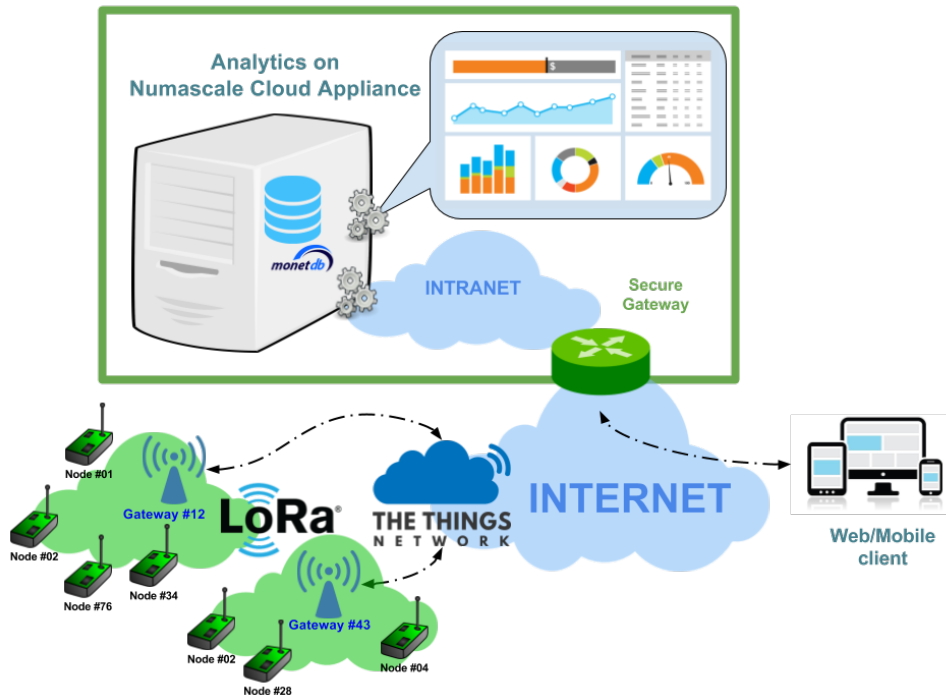 Analytics on
Numascale Cloud Appliance
$
monetdb
INTRANET
Secure
Gateway
Node #01
Gateway #12
LoRa®
Node #02
Node #76
Node #34
THE THINGS
NETWORK
INTERNET
Web/Mobile
client
Gateway #43
Node #02
Node #28
Node #04